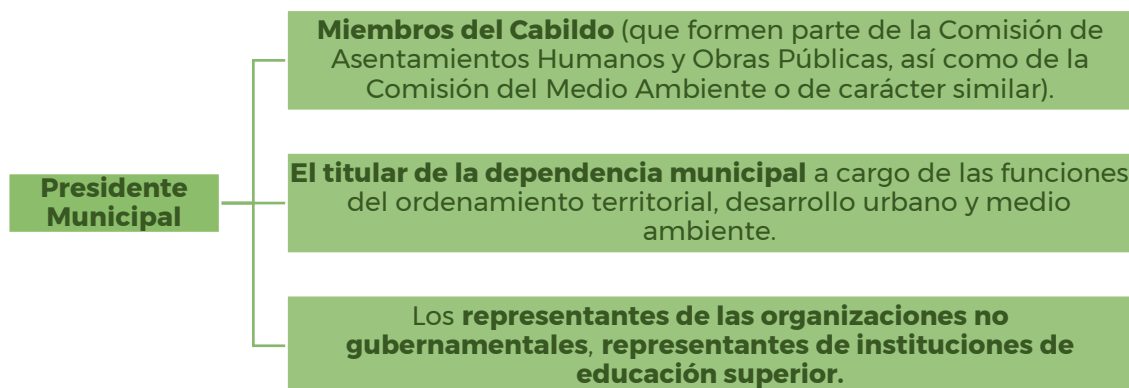 Miembros del Cabildo (que formen parte de la Comisión de
Asentamientos Humanos y Obras Públicas, así como de la
Comisión del Medio Ambiente o de carácter similar).
Presidente
Municipal
El titular de la dependencia municipal a cargo de las funciones
del ordenamiento territorial, desarrollo urbano y medio
ambiente.
Los representantes de las organizaciones no
gubernamentales, representantes de instituciones de
educación superior.